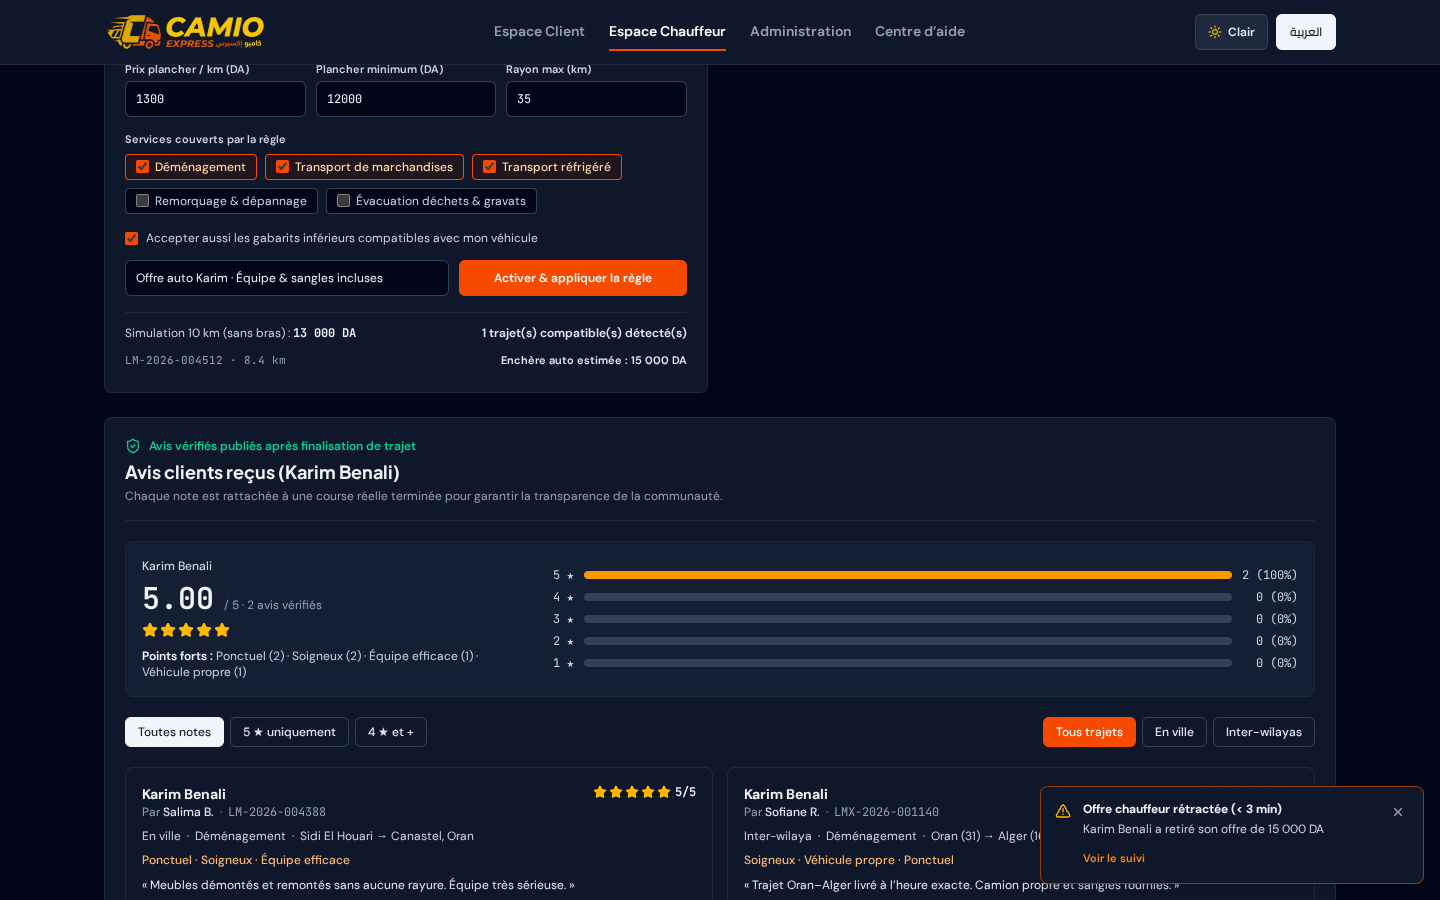 CAMIO
EXPRESS كاميو إكسبريس
Espace Client
Espace Chauffeur
Administration
Centre d’aide
Clair
العربية
Prix plancher / km (DA)
Plancher minimum (DA)
Rayon max (km)
1300
12000
35
Services couverts par la règle
Déménagement
Transport de marchandises
Transport réfrigéré
Remorquage & dépannage
Évacuation déchets & gravats
Accepter aussi les gabarits inférieurs compatibles avec mon véhicule
Offre auto Karim · Équipe & sangles incluses
Activer & appliquer la règle
Simulation 10 km (sans bras) : 13 000 DA
1 trajet(s) compatible(s) détecté(s)
LM-2026-004512 · 8.4 km
Enchère auto estimée : 15 000 DA
Avis vérifiés publiés après finalisation de trajet
Avis clients reçus (Karim Benali)
Chaque note est rattachée à une course réelle terminée pour garantir la transparence de la communauté.
Karim Benali
5.00 / 5 · 2 avis vérifiés
Points forts : Ponctuel (2) · Soigneux (2) · Équipe efficace (1) ·
Véhicule propre (1)
5 ★ 2 (100%)
4 ★ 0 (0%)
3 ★ 0 (0%)
2 ★ 0 (0%)
1 ★ 0 (0%)
Toutes notes
5 ★ uniquement
4 ★ et +
Tous trajets
En ville
Inter-wilayas
Karim Benali
5/5
Par Salima B. · LM-2026-004388
En ville · Déménagement · Sidi El Houari → Canastel, Oran
Ponctuel · Soigneux · Équipe efficace
« Meubles démontés et remontés sans aucune rayure. Équipe très sérieuse. »
Karim Benali
Par Sofiane R. · LMX-2026-001140
Inter-wilaya · Déménagement · Oran (31) → Alger (16
Soigneux · Véhicule propre · Ponctuel
« Trajet Oran–Alger livré à l’heure exacte. Camion propre et sangles fournies. »
Offre chauffeur rétractée (< 3 min)
Karim Benali a retiré son offre de 15 000 DA
Voir le suivi